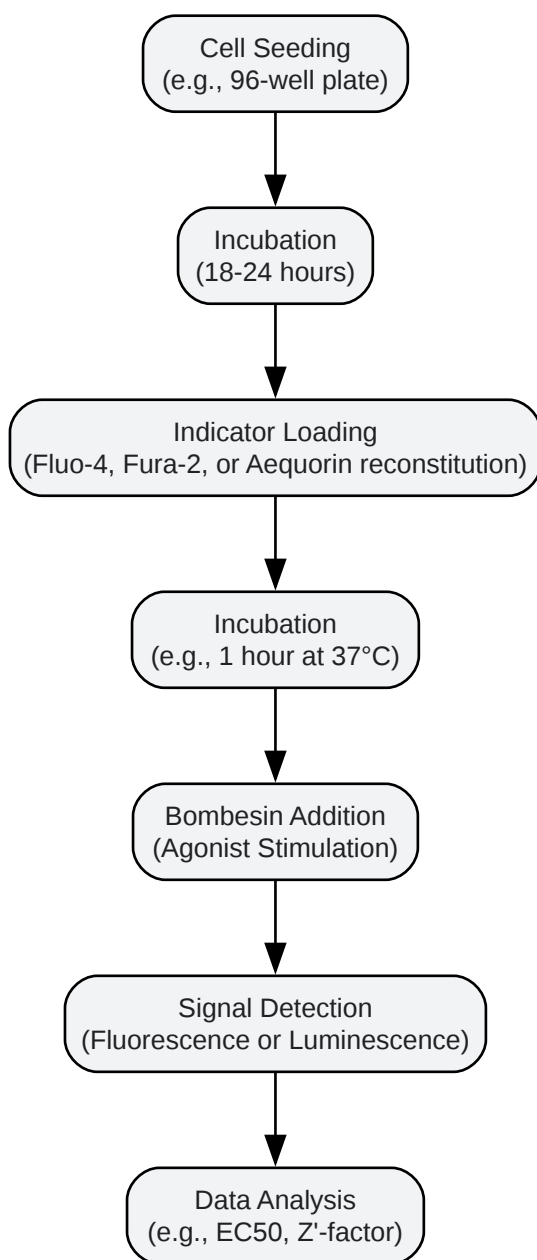 Cell Seeding
(e.g., 96-well plate)
Incubation
(18-24 hours)
Indicator Loading
(Fluo-4, Fura-2, or Aequorin reconstitution)
Incubation
(e.g., 1 hour at 37°C)
Bombesin Addition
(Agonist Stimulation)
Signal Detection
(Fluorescence or Luminescence)
Data Analysis
(e.g., EC50, Z'-factor)